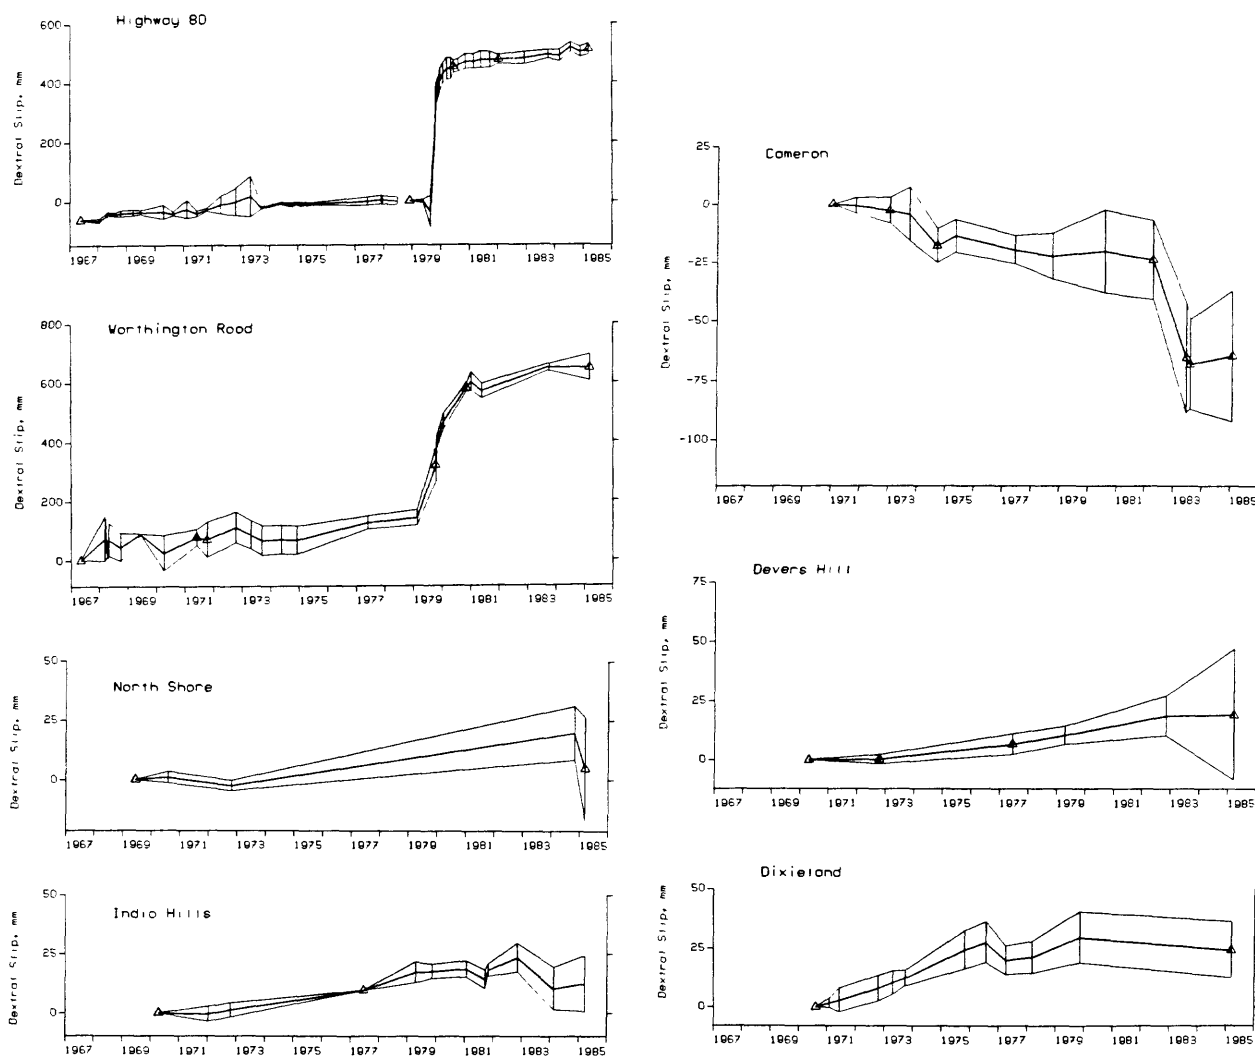 Highway 80
600
400
200
0
Dextral Slip, mm
1967 1969 1971 1973 1975 1977 1979 1981 1983 1985
Worthington Road
800
600
400
200
0
Dextral Slip, mm
1967 1969 1971 1973 1975 1977 1979 1981 1983 1985
North Shore
50
25
0
Dextral Slip, mm
1967 1969 1971 1973 1975 1977 1979 1981 1983 1985
Indio Hills
50
25
0
Dextral Slip, mm
1967 1969 1971 1973 1975 1977 1979 1981 1983 1985
Cameron
25
0
-25
-50
-75
-100
Dextral Slip, mm
1967 1969 1971 1973 1975 1977 1979 1981 1983 1985
Devers Hill
75
50
25
0
Dextral Slip, mm
1967 1969 1971 1973 1975 1977 1979 1981 1983 1985
Dixieland
50
25
0
Dextral Slip, mm
1967 1969 1971 1973 1975 1977 1979 1981 1983 1985